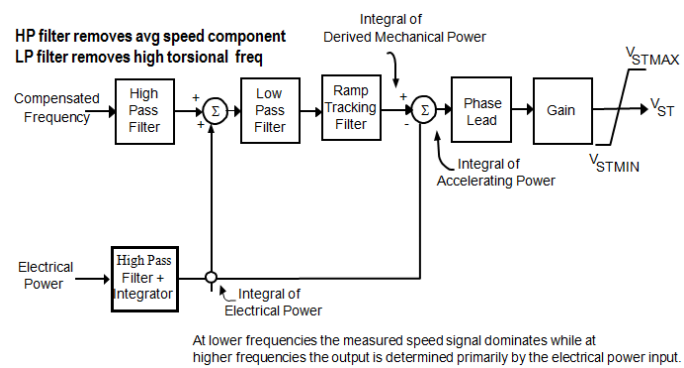 HP filter removes avg speed component
LP filter removes high torsional freq
Integral of
Derived Mechanical Power
Compensated
Frequency
High
Pass
Filter
+
+
Σ
Low
Pass
Filter
Ramp
Tracking
Filter
+
-
Σ
Phase
Lead
Gain
VSTMAX
VST
VSTMIN
Integral of
Accelerating Power
Electrical
Power
High Pass
Filter +
Integrator
Integral of
Electrical Power
At lower frequencies the measured speed signal dominates while at
higher frequencies the output is determined primarily by the electrical power input.